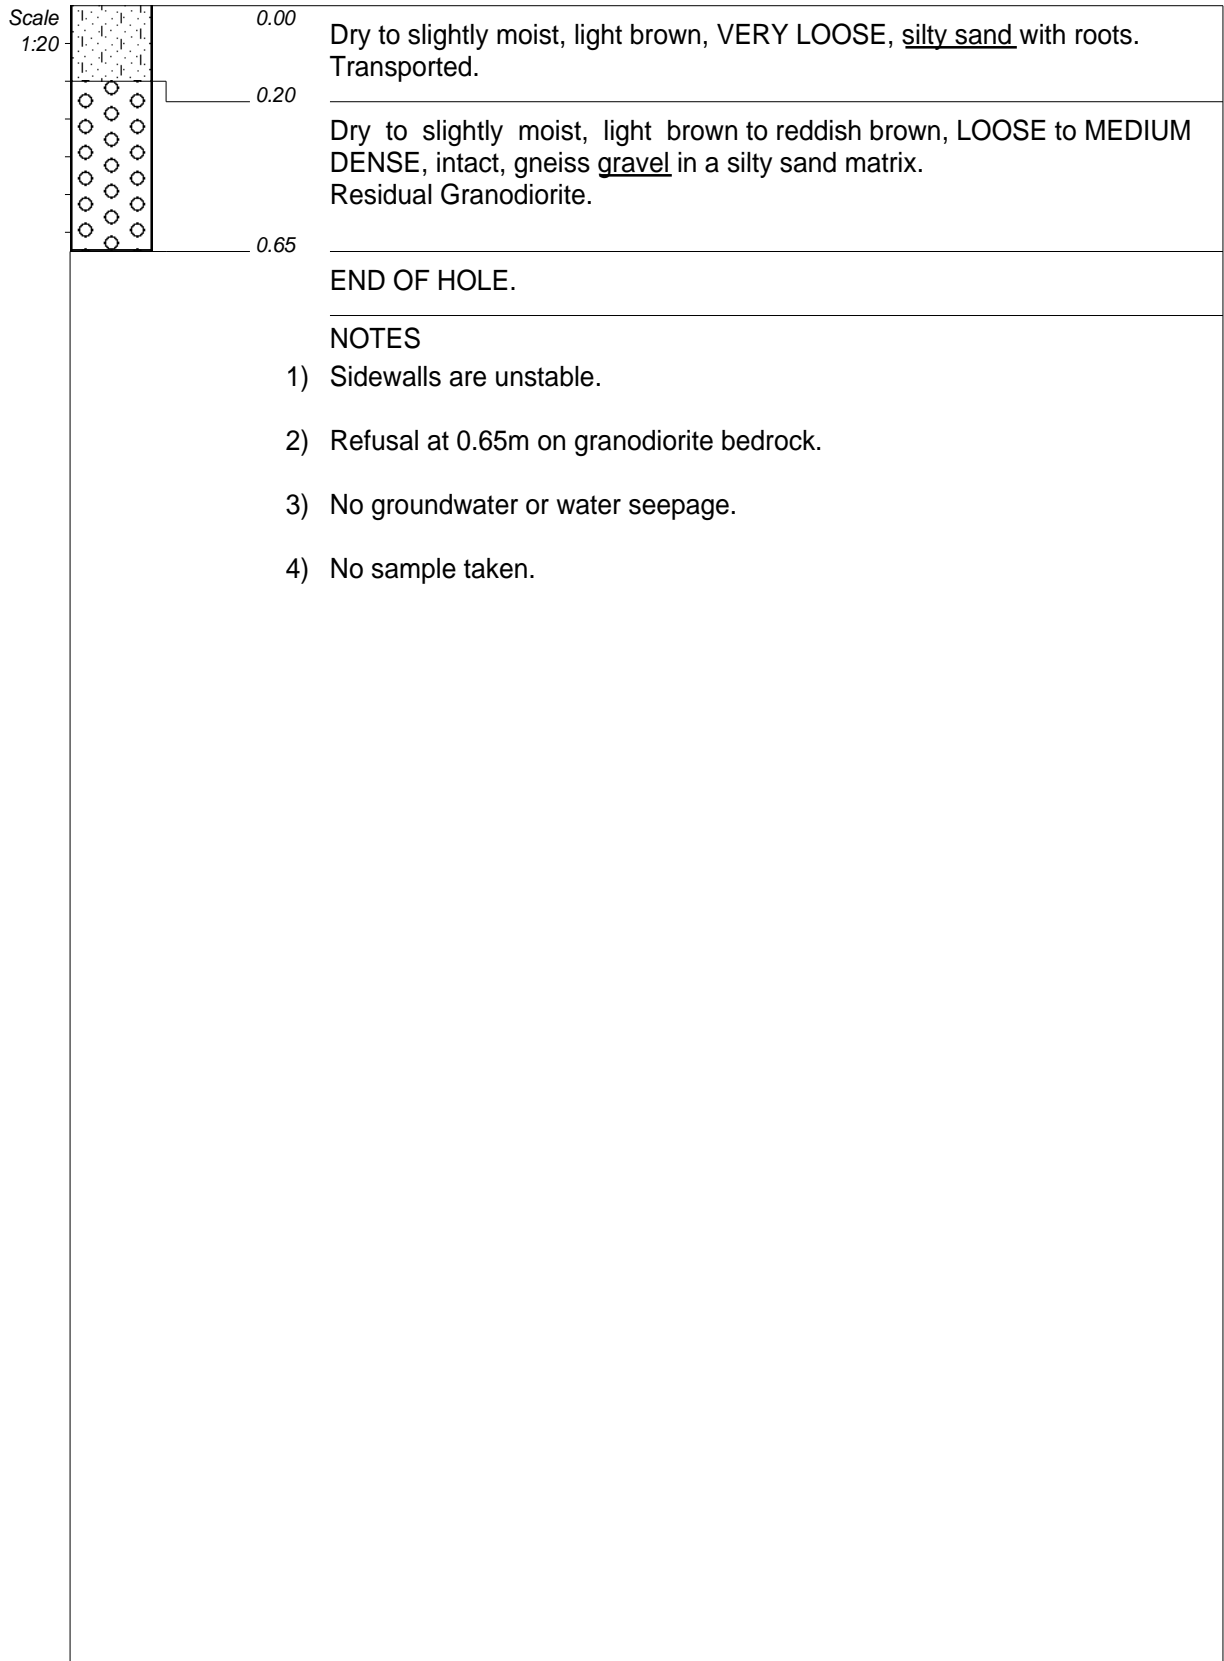 Scale
1:20
0.00
Dry to slightly moist, light brown, VERY LOOSE, silty sand with roots.
Transported.
0.20
Dry to slightly moist, light brown to reddish brown, LOOSE to MEDIUM
DENSE, intact, gneiss gravel in a silty sand matrix.
Residual Granodiorite.
0.65
END OF HOLE.
NOTES
1) Sidewalls are unstable.
2) Refusal at 0.65m on granodiorite bedrock.
3) No groundwater or water seepage.
4) No sample taken.